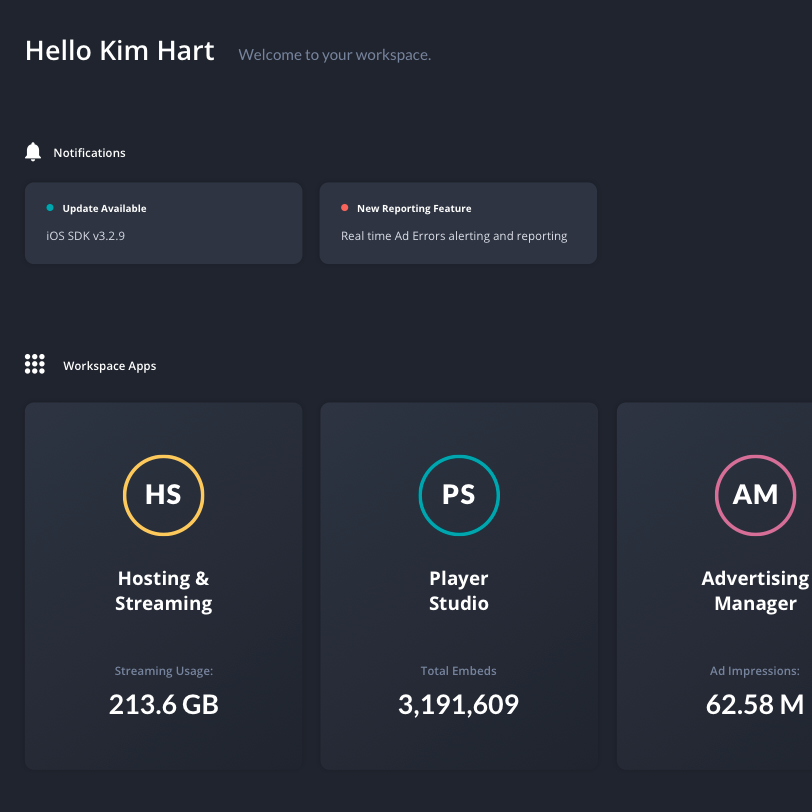 Hello Kim Hart Welcome to your workspace.
Notifications
Update Available
iOS SDK v3.2.9
New Reporting Feature
Real time Ad Errors alerting and reporting
Workspace Apps
HS
Hosting &
Streaming
Streaming Usage:
213.6 GB
PS
Player
Studio
Total Embeds
3,191,609
AM
Advertising
Manager
Ad Impressions:
62.58 M